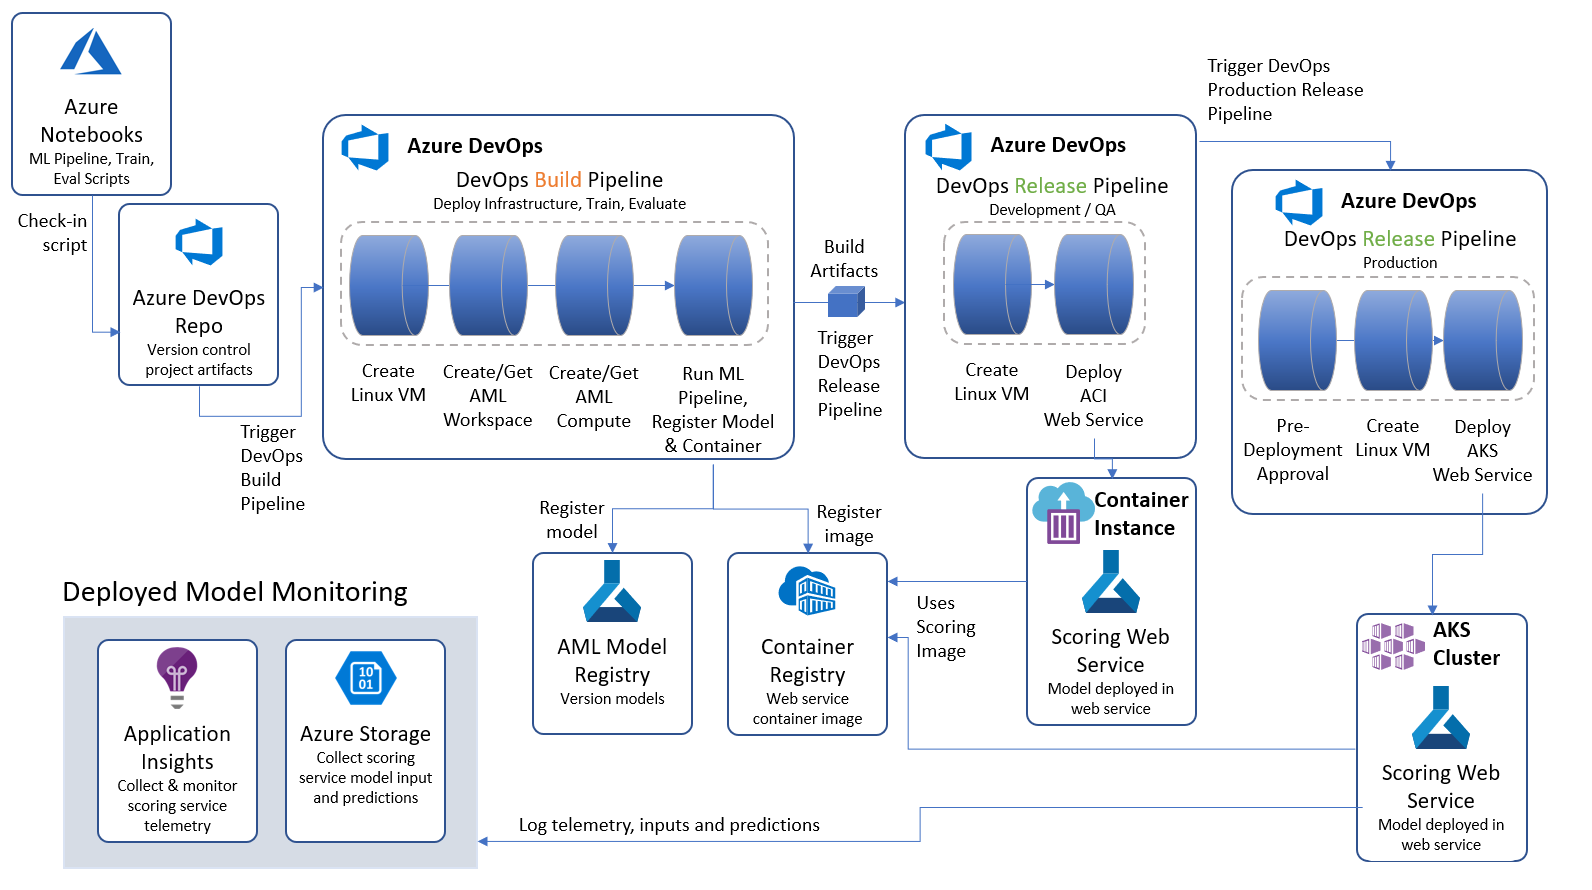 Azure
Notebooks
ML Pipeline, Train,
Eval Scripts
Check-in
script
Azure DevOps
Repo
Version control
project artifacts
Trigger
DevOps
Build
Pipeline
Azure DevOps
DevOps Build Pipeline
Deploy Infrastructure, Train, Evaluate
Create
Linux VM
Create/Get
AML
Workspace
Create/Get
AML
Compute
Run ML
Pipeline,
Register Model
& Container
Build
Artifacts
Trigger
DevOps
Release
Pipeline
Azure DevOps
DevOps Release Pipeline
Development / QA
Create
Linux VM
Deploy
ACI
Web Service
Trigger DevOps
Production Release
Pipeline
Azure DevOps
DevOps Release Pipeline
Production
Pre-
Deployment
Approval
Create
Linux VM
Deploy
AKS
Web Service
Register
model
Register
image
AML Model
Registry
Version models
Container
Registry
Web service
container image
Uses
Scoring
Image
Container
Instance
Scoring Web
Service
Model deployed in
web service
AKS
Cluster
Scoring Web
Service
Model deployed in
web service
Deployed Model Monitoring
Application
Insights
Collect & monitor
scoring service
telemetry
10
01
Azure Storage
Collect scoring
service model input
and predictions
Log telemetry, inputs and predictions